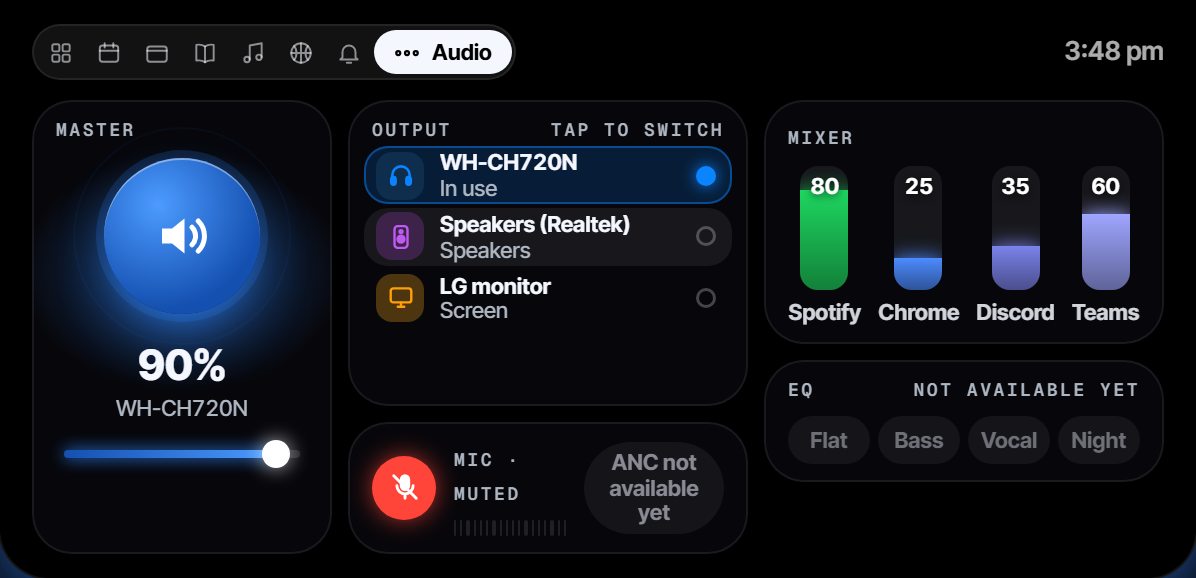 Audio
3:48 pm
MASTER
90%
WH-CH720N
OUTPUT
TAP TO SWITCH
WH-CH720N
In use
Speakers (Realtek)
Speakers
LG monitor
Screen
MIC ·
MUTED
ANC not
available
yet
MIXER
80 25 35 60
Spotify Chrome Discord Teams
EQ
NOT AVAILABLE YET
Flat Bass Vocal Night